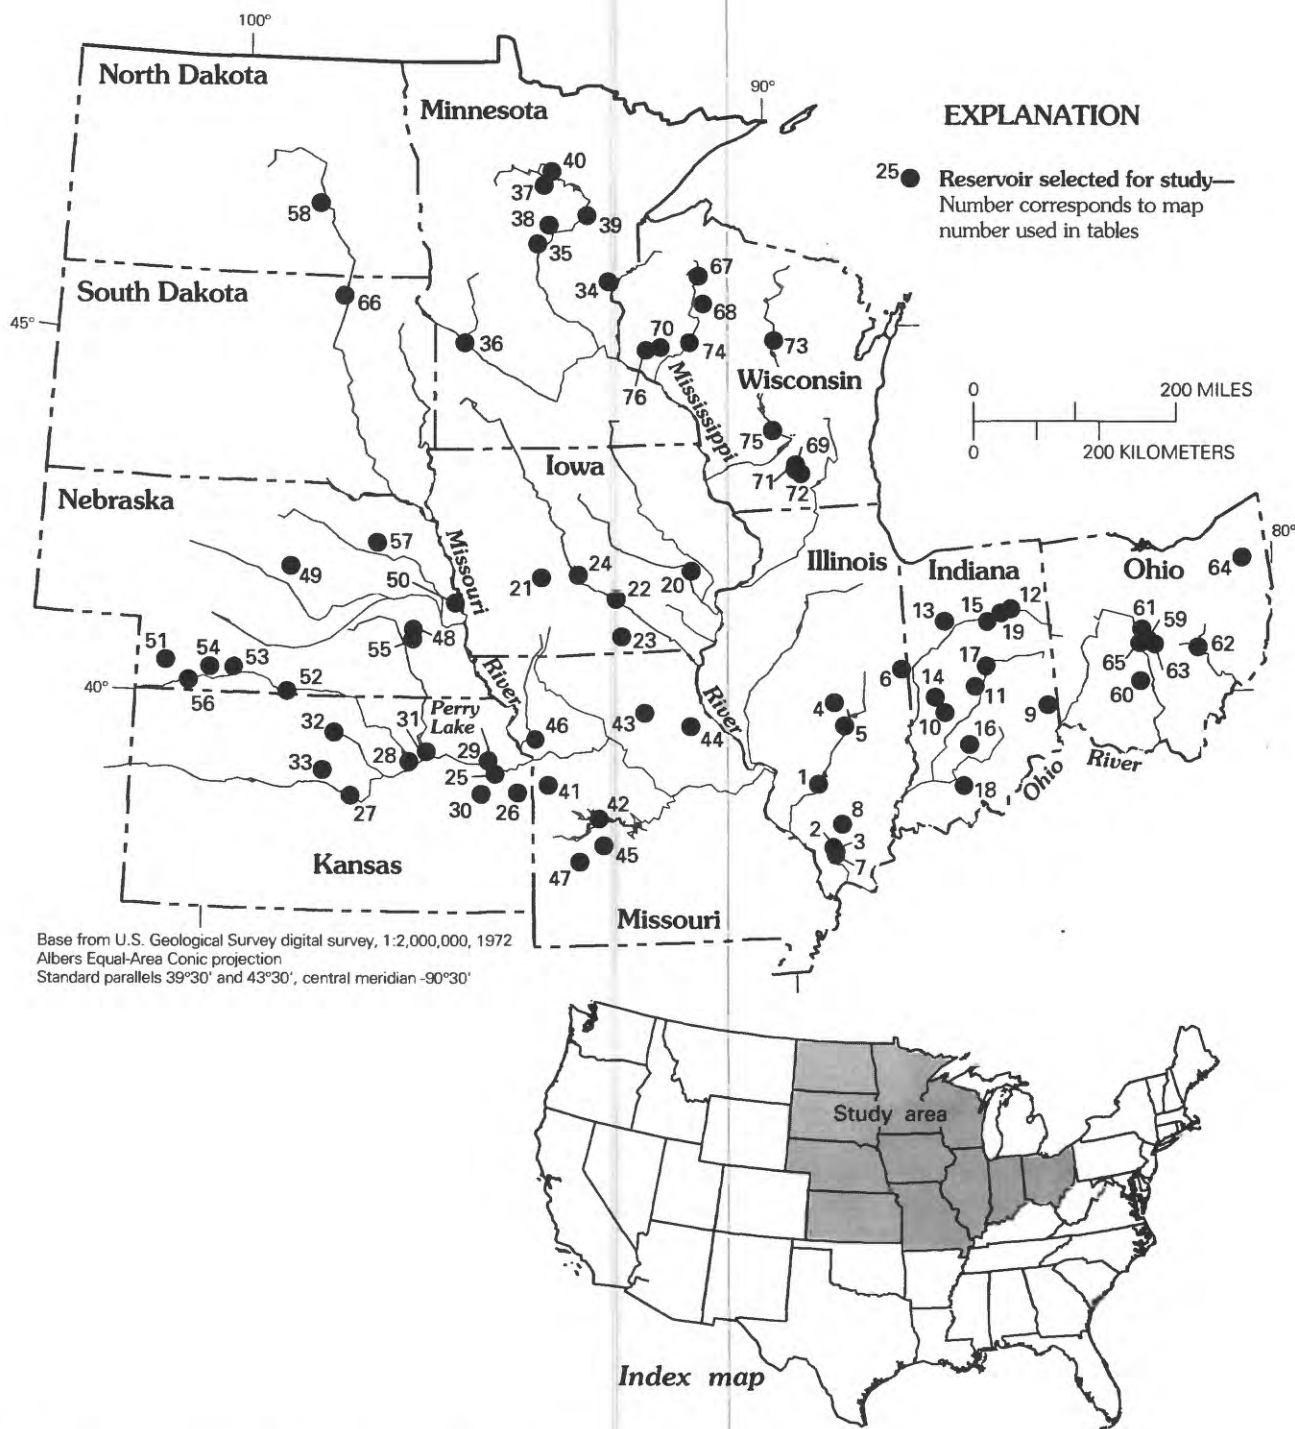 100°
North Dakota
Minnesota
90°
EXPLANATION
25 Reservoir selected for study—
Number corresponds to map
number used in tables
40
37
38
39
35
58
34
67
68
South Dakota
66
45°
36
70
74
73
76
Wisconsin
Mississippi
0 200 MILES
0 200 KILOMETERS
75
69
71
72
Iowa
Nebraska
57
49
50
Missouri
21
24
22
20
23
Illinois
Indiana
Ohio
80°
64
13
15
12
19
61
59
62
65
63
60
48
55
51
54
53
52
56
40°
River
River
17
6
14
11
10
9
16
18
4
5
1
8
2
3
7
Ohio
River
Perry
Lake
32
31
46
43
44
33
28
29
25
27
30
26
41
42
45
47
Kansas
Missouri
Base from U.S. Geological Survey digital survey, 1:2,000,000, 1972
Albers Equal-Area Conic projection
Standard parallels 39°30' and 43°30', central meridian -90°30'
Study area
Index map